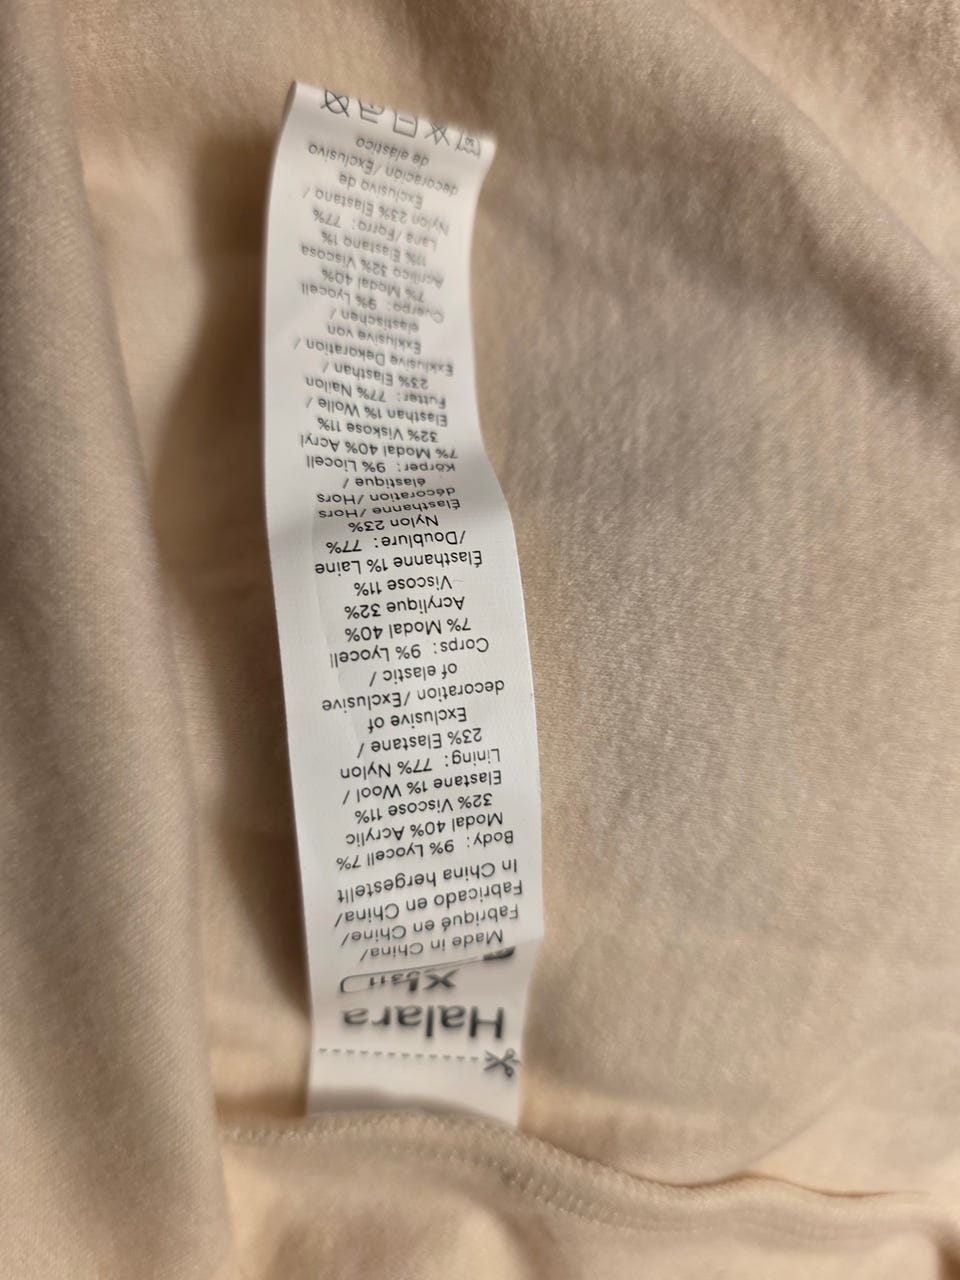 Halara
XL
Made in China/
Fabriqué en Chine/
Fabricado en China/
In China hergestellt
Body: 9% Lyocell 7%
Modal 40% Acrylic
32% Viscose 11%
Elastane 1% Wool /
Lining: 77% Nylon
23% Elastane /
Exclusive of
decoration /Exclusive
of elastic /
Corps: 9% Lyocell
7% Modal 40%
Acrylique 32%
Viscose 11%
Élasthanne 1% Laine
/Doublure: 77%
Nylon 23%
Élasthanne /Hors
décoration /Hors
élastique /
Körper: 9% Liocell
7% Modal 40% Acryl
32% Viskose 11%
Elasthan 1% Wolle /
Futter: 77% Nailon
23% Elasthan /
Exklusive Dekoration /
Exklusive von
elastischen /
Cuerpo: 9% Lyocell
7% Modal 40%
Acrílico 32% Viscosa
11% Elastano 1%
Lana /Forro: 77%
Nylon 23% Elastano /
Exclusivo de
decoración /Exclusivo
de elástico